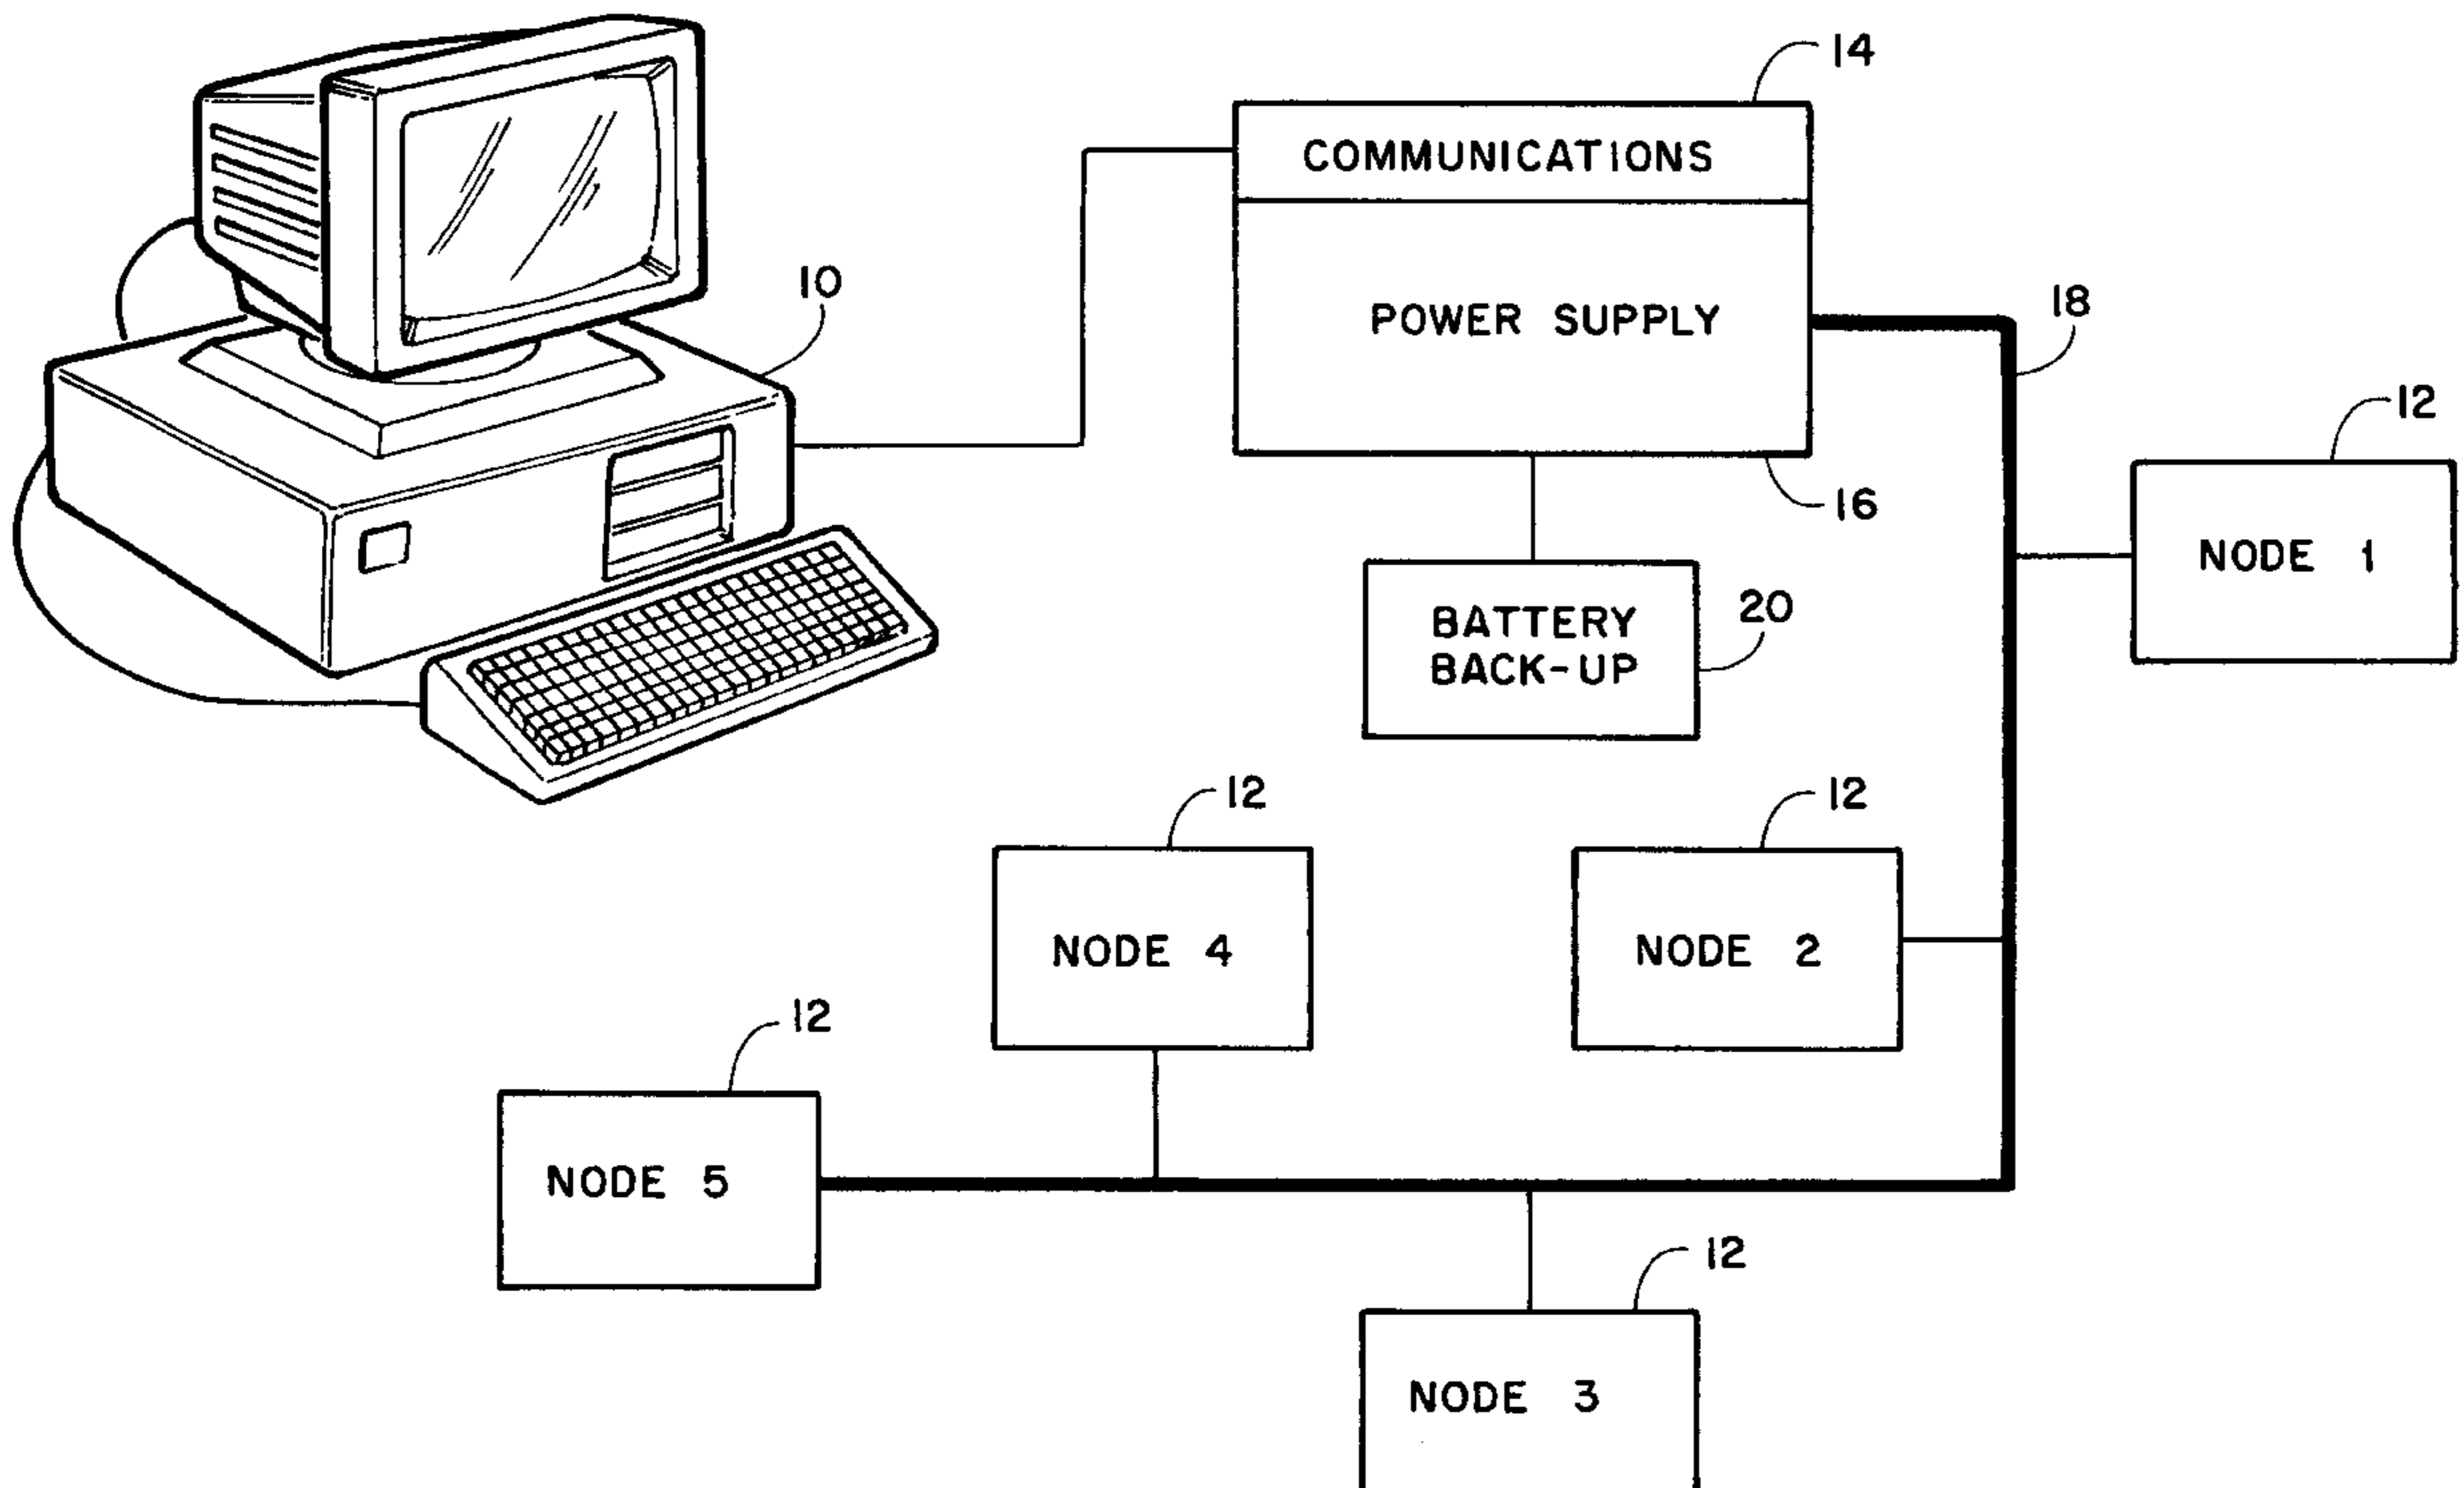 14
COMMUNICATIONS
10
POWER SUPPLY
18
12
16
NODE 1
BATTERY
BACK-UP
20
12
12
NODE 4
NODE 2
12
NODE 5
12
NODE 3